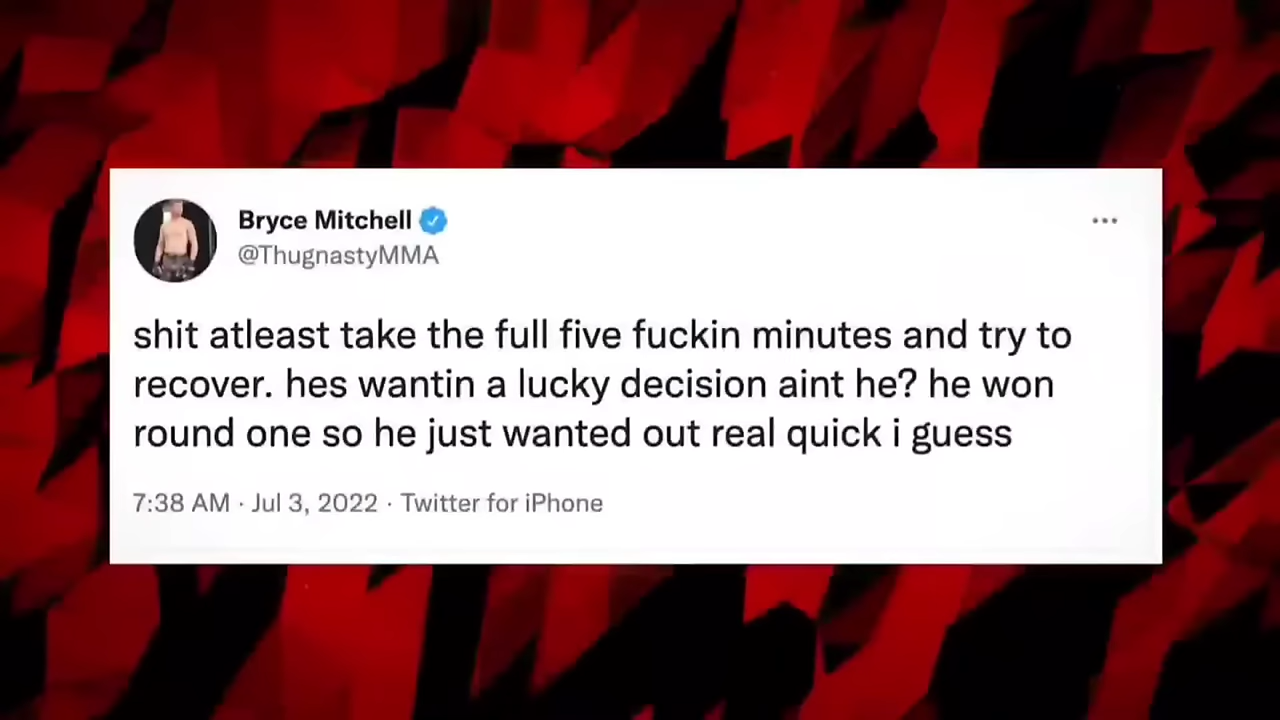 Bryce Mitchell
@ThugnastyMMA
shit atleast take the full five fuckin minutes and try to
recover. hes wantin a lucky decision aint he? he won
round one so he just wanted out real quick i guess
7:38 AM · Jul 3, 2022 · Twitter for iPhone